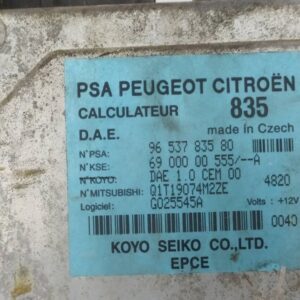 PSA PEUGEOT CITROËN
CALCULATEUR 835
D.A.E. made in Czech
N°PSA: 96 537 835 80
N°KSE: 69 000 00 555/--A
N°KOYO: DAE 1.0 CEM 00 4820
N°MITSUBISHI: Q1T19074M2ZE
Logiciel: G025545A Volts : +12V
0040
KOYO SEIKO CO.,LTD.
EPCE